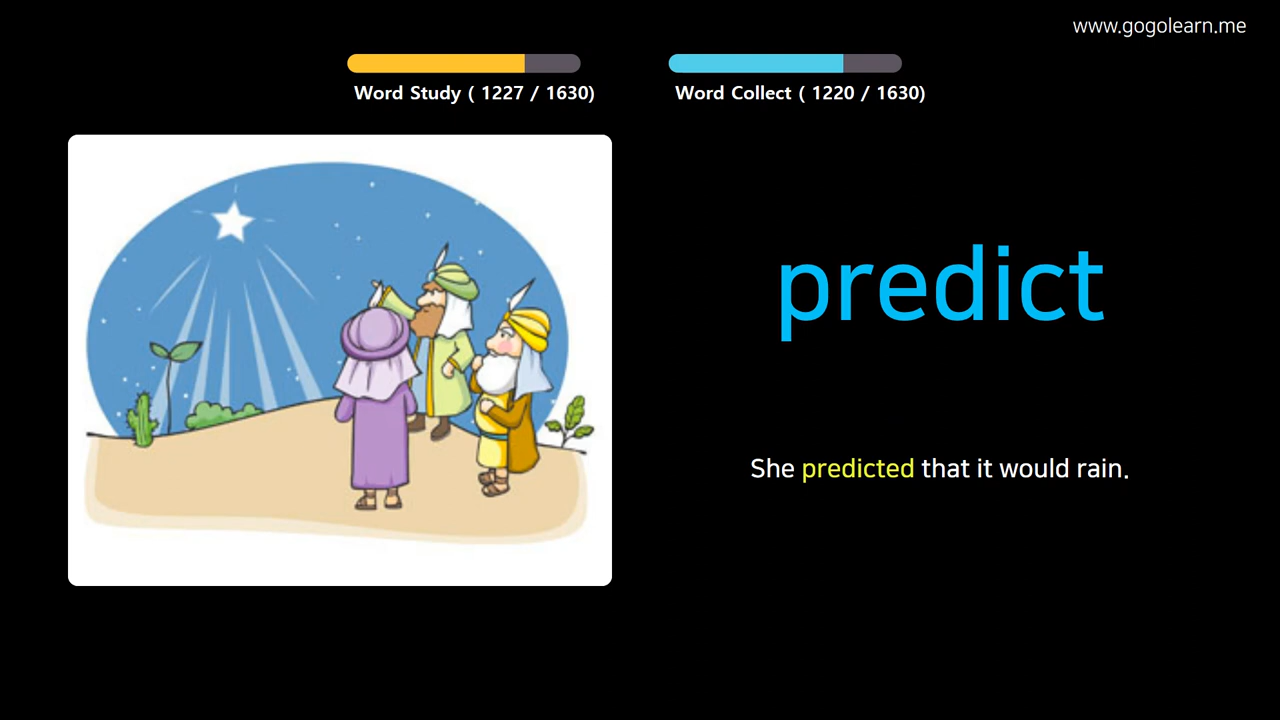 www.gogolearn.me
Word Study ( 1227 / 1630)
Word Collect ( 1220 / 1630)
predict
She predicted that it would rain.